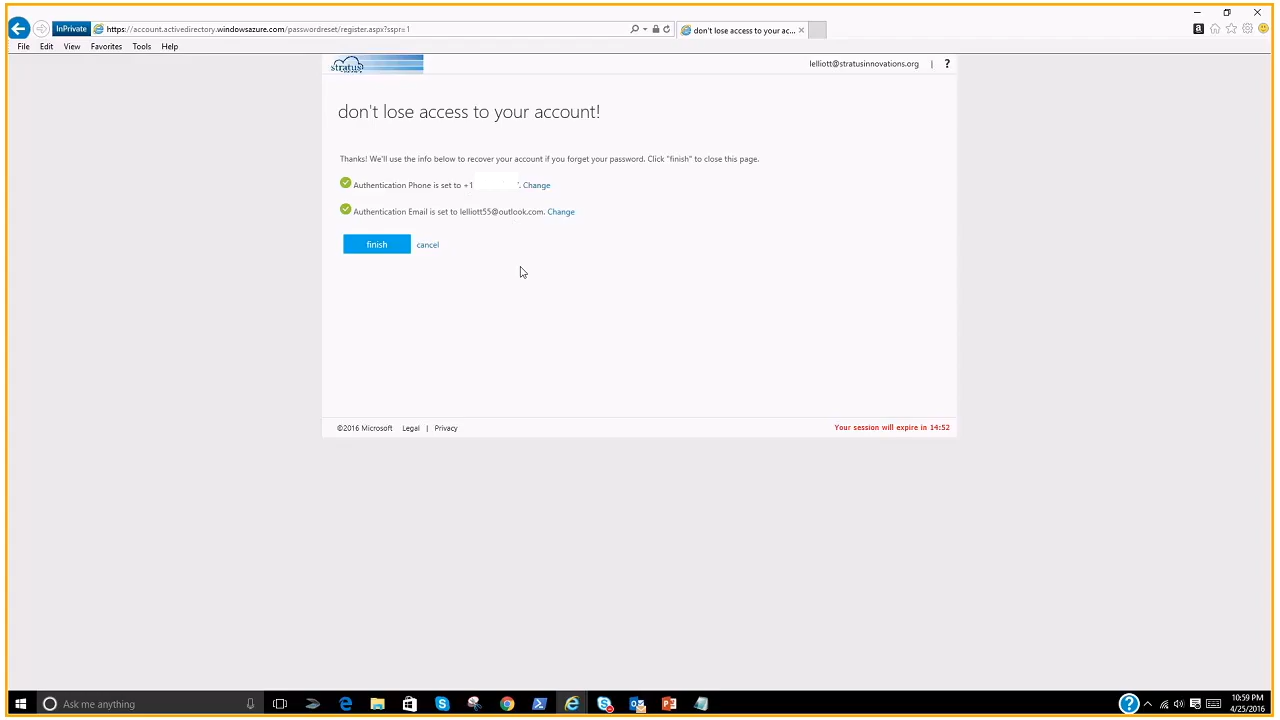 InPrivate https://account.activedirectory.windowsazure.com/passwordreset/register.aspx?sspr=1 don't lose access to your ac...
File Edit View Favorites Tools Help
stratus lelliott@stratusinnovations.org | ?
don't lose access to your account!
Thanks! We'll use the info below to recover your account if you forget your password. Click "finish" to close this page.
Authentication Phone is set to +1 . Change
Authentication Email is set to lelliott55@outlook.com. Change
finish cancel
©2016 Microsoft Legal | Privacy Your session will expire in 14:52
Ask me anything 10:59 PM
4/25/2016